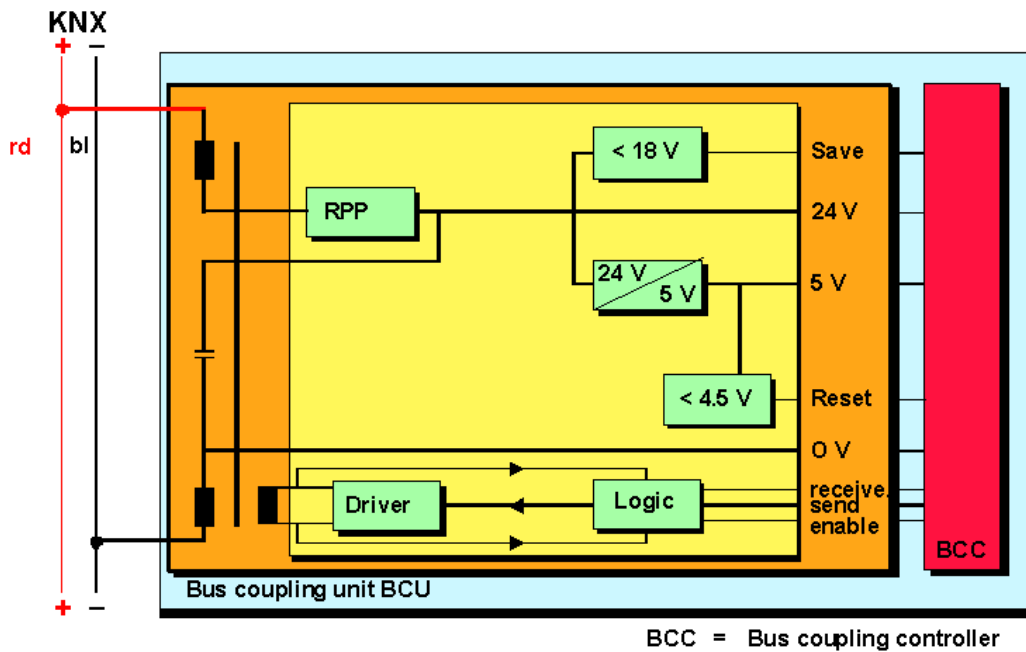 KNX
+ –
rd
bl
< 18 V
Save
RPP
24 V
24 V
5 V
5 V
< 4.5 V
Reset
O V
receive.
Driver
Logic
send
enable
BCC
Bus coupling unit BCU
+ –
BCC = Bus coupling controller